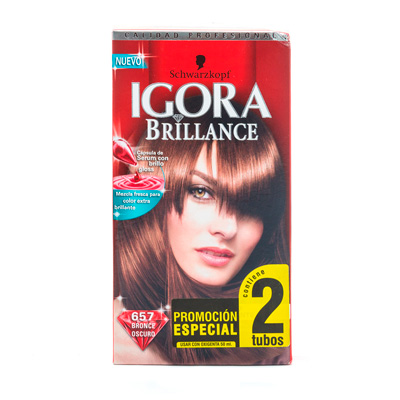 CALIDAD PROFESIONAL
NUEVO
Schwarzkopf
IGORA
BRILLANCE
Cápsula de
Serum con
brillo
gloss
Mezcla fresca para
color extra
brillante
657
BRONCE
OSCURO
PROMOCIÓN
ESPECIAL
USAR CON OXIGENTA 60 ml.
contiene
2
tubos